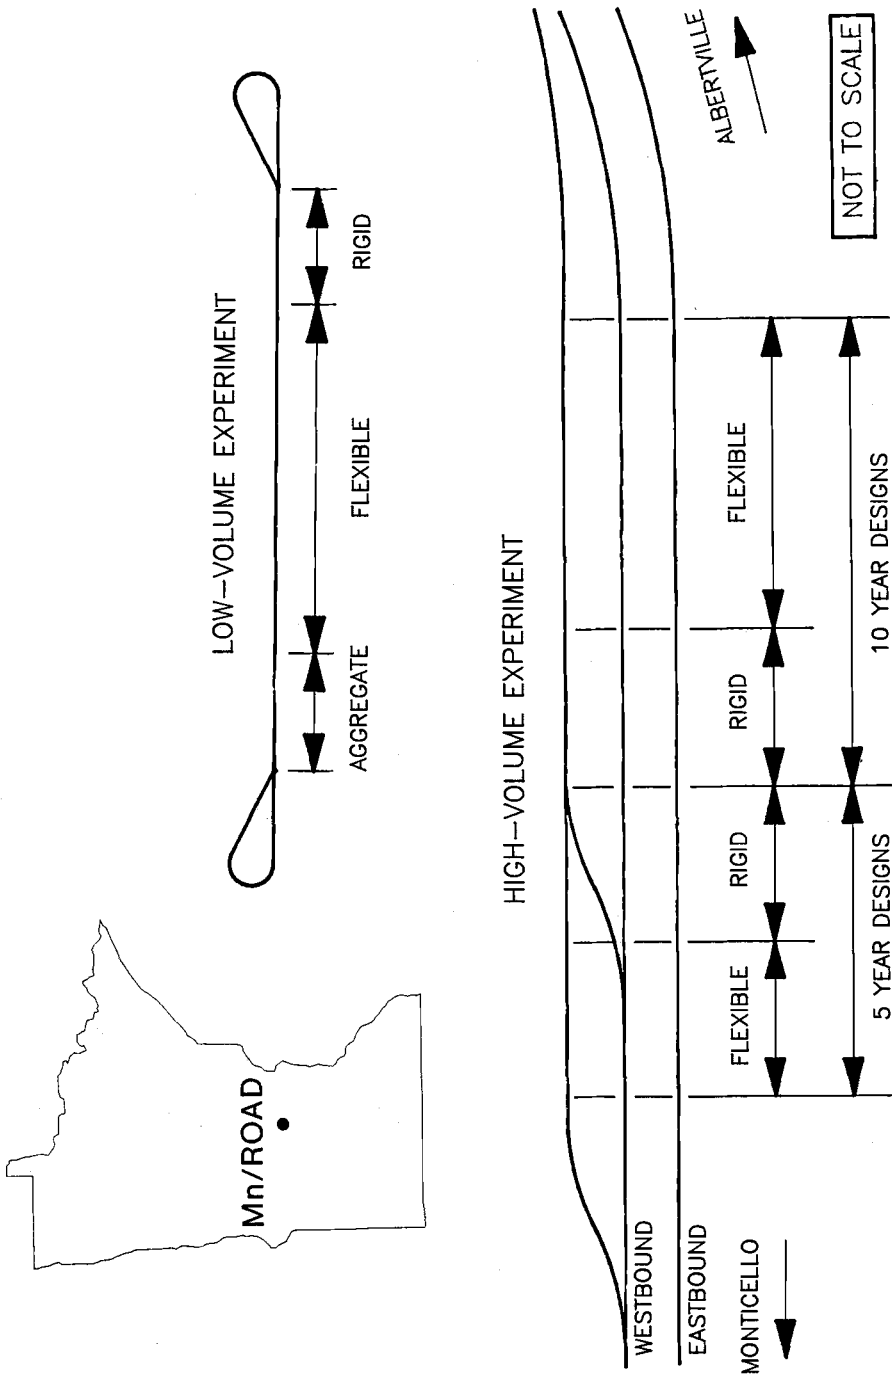 Mn/ROAD
LOW–VOLUME EXPERIMENT
AGGREGATE
FLEXIBLE
RIGID
HIGH–VOLUME EXPERIMENT
WESTBOUND
EASTBOUND
MONTICELLO
ALBERTVILLE
FLEXIBLE
RIGID
RIGID
FLEXIBLE
5 YEAR DESIGNS
10 YEAR DESIGNS
NOT TO SCALE